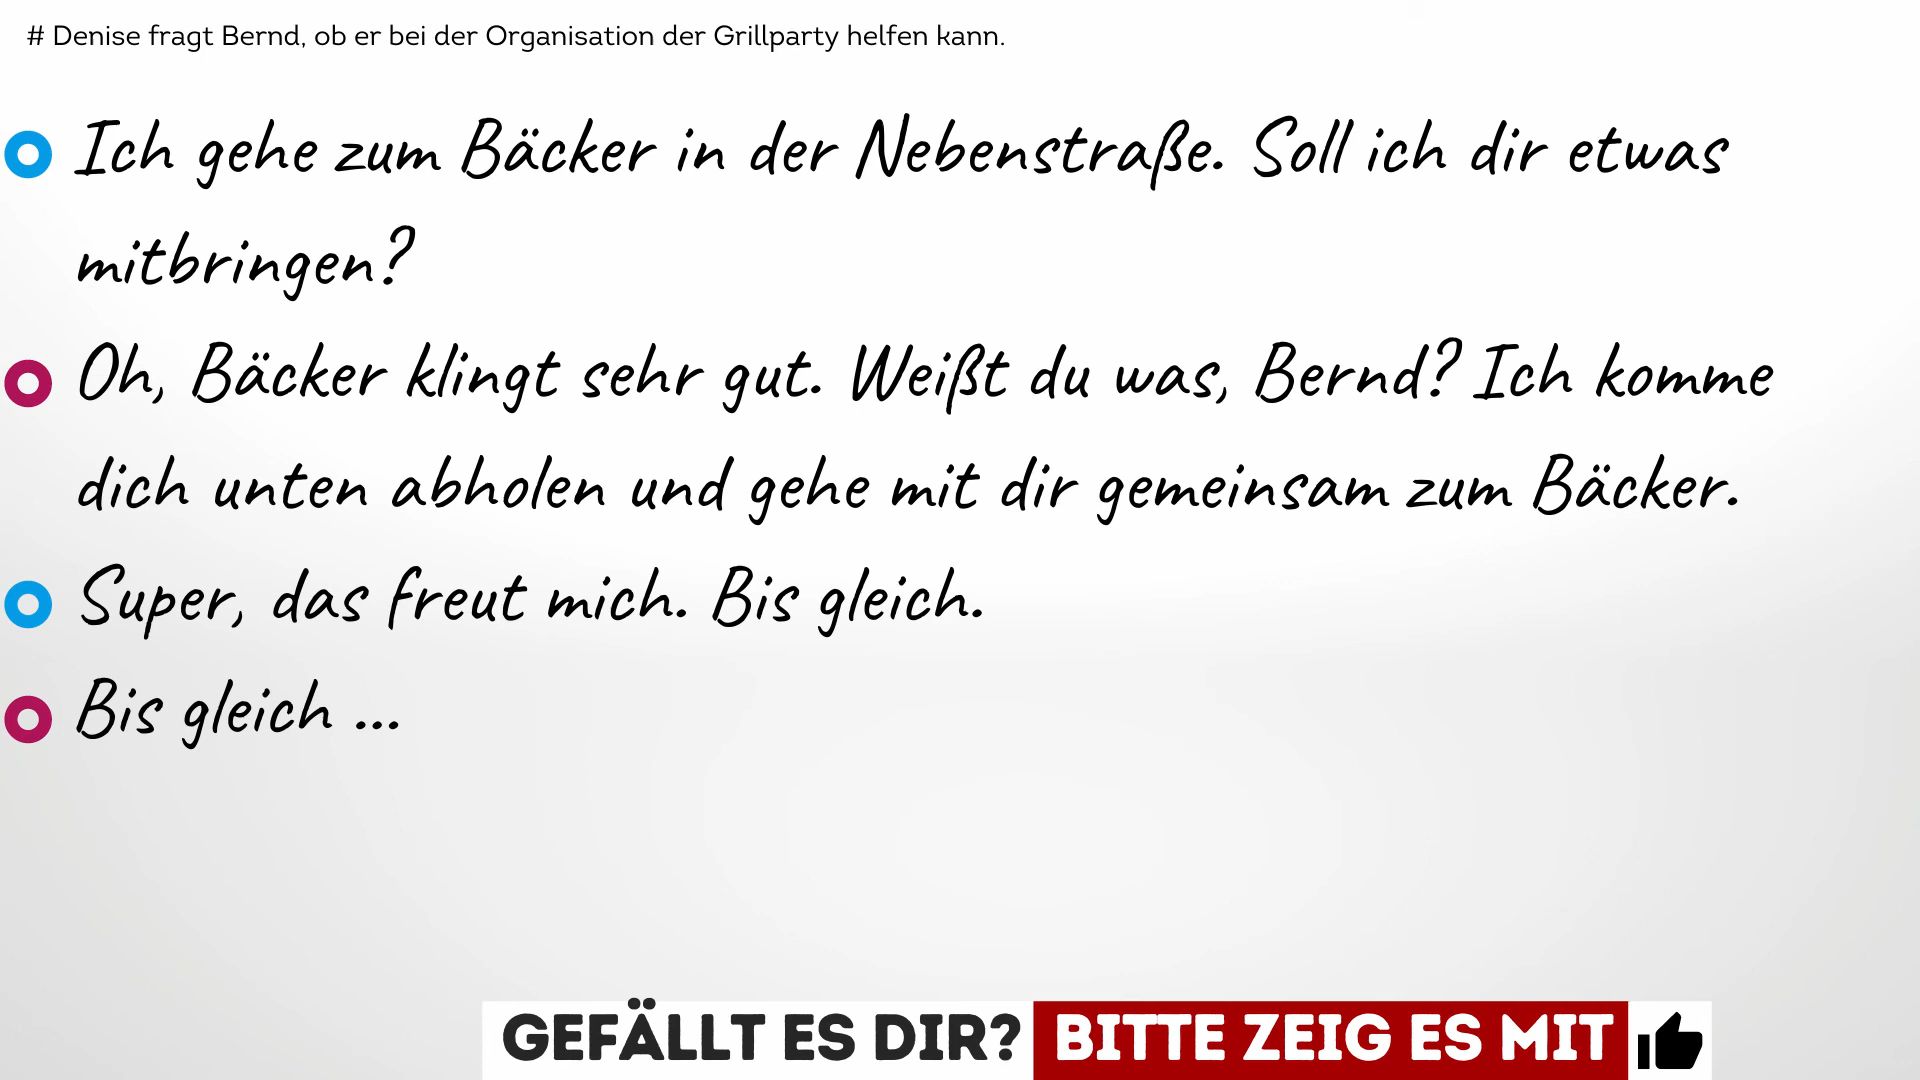 # Denise fragt Bernd, ob er bei der Organisation der Grillparty helfen kann.
Ich gehe zum Bäcker in der Nebenstraße. Soll ich dir etwas
mitbringen?
Oh, Bäcker klingt sehr gut. Weißt du was, Bernd? Ich komme
dich unten abholen und gehe mit dir gemeinsam zum Bäcker.
Super, das freut mich. Bis gleich.
Bis gleich ...
GEFÄLLT ES DIR? BITTE ZEIG ES MIT